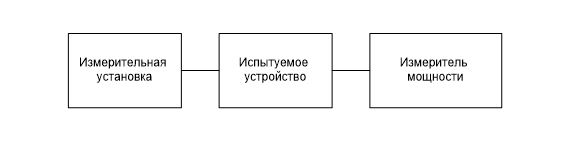 Измерительная
установка
Испытуемое
устройство
Измеритель
мощности